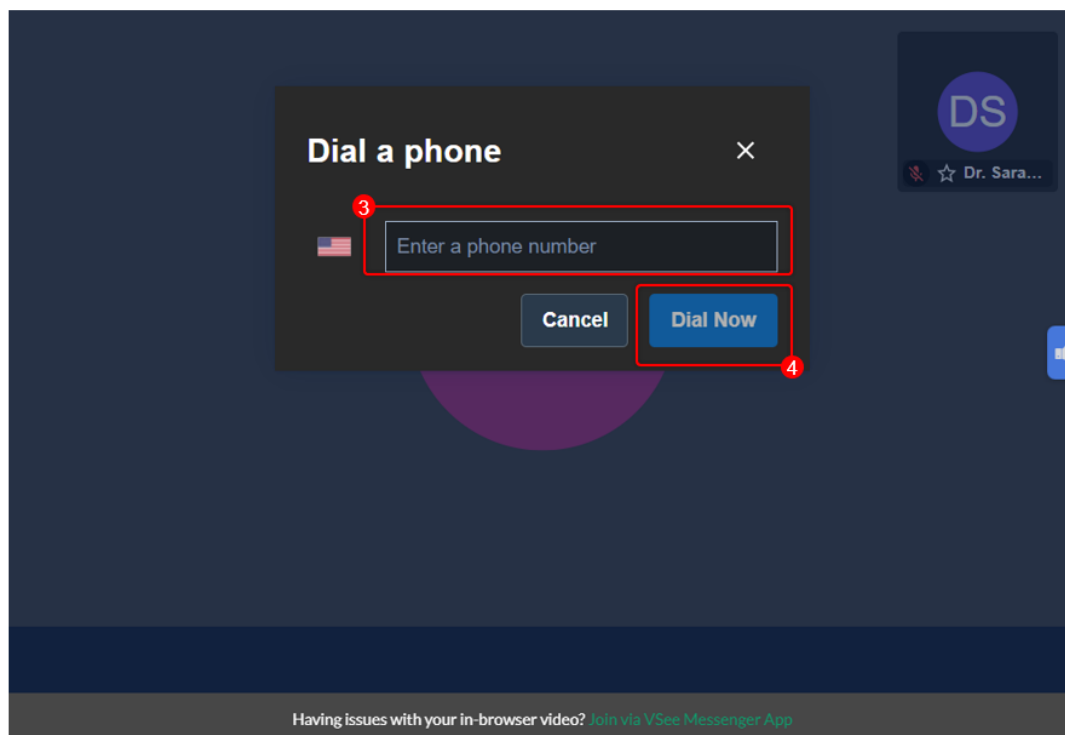 DS
Dr. Sara...
Dial a phone
3
Enter a phone number
Cancel
Dial Now
4
Having issues with your in-browser video? Join via VSee Messenger App